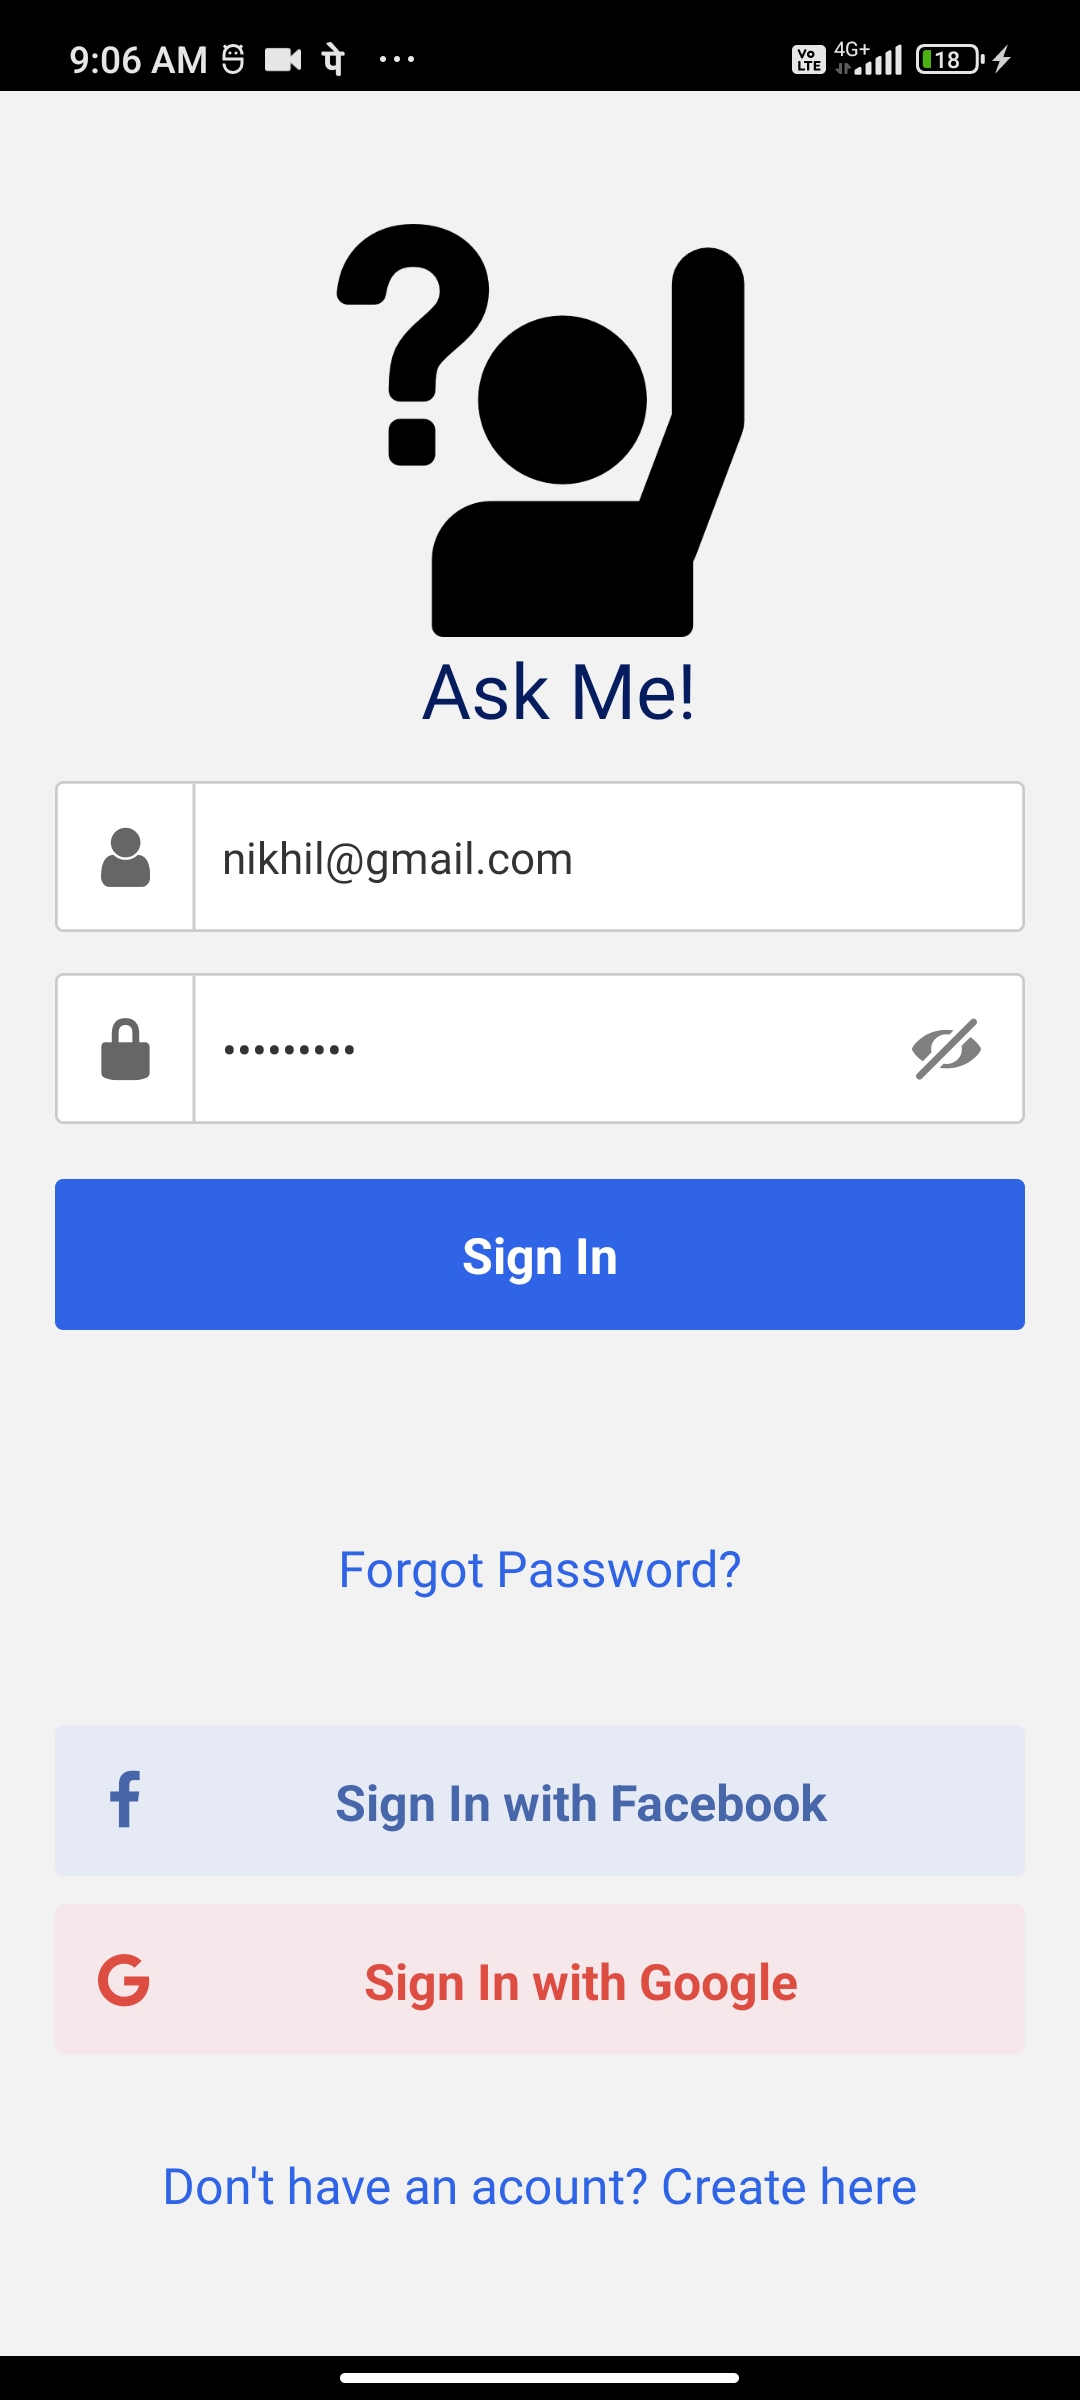 9:06 AM पे ...
Vo LTE 4G+ 18
?
Ask Me!
nikhil@gmail.com
•••••••••
Sign In
Forgot Password?
f Sign In with Facebook
G Sign In with Google
Don't have an acount? Create here